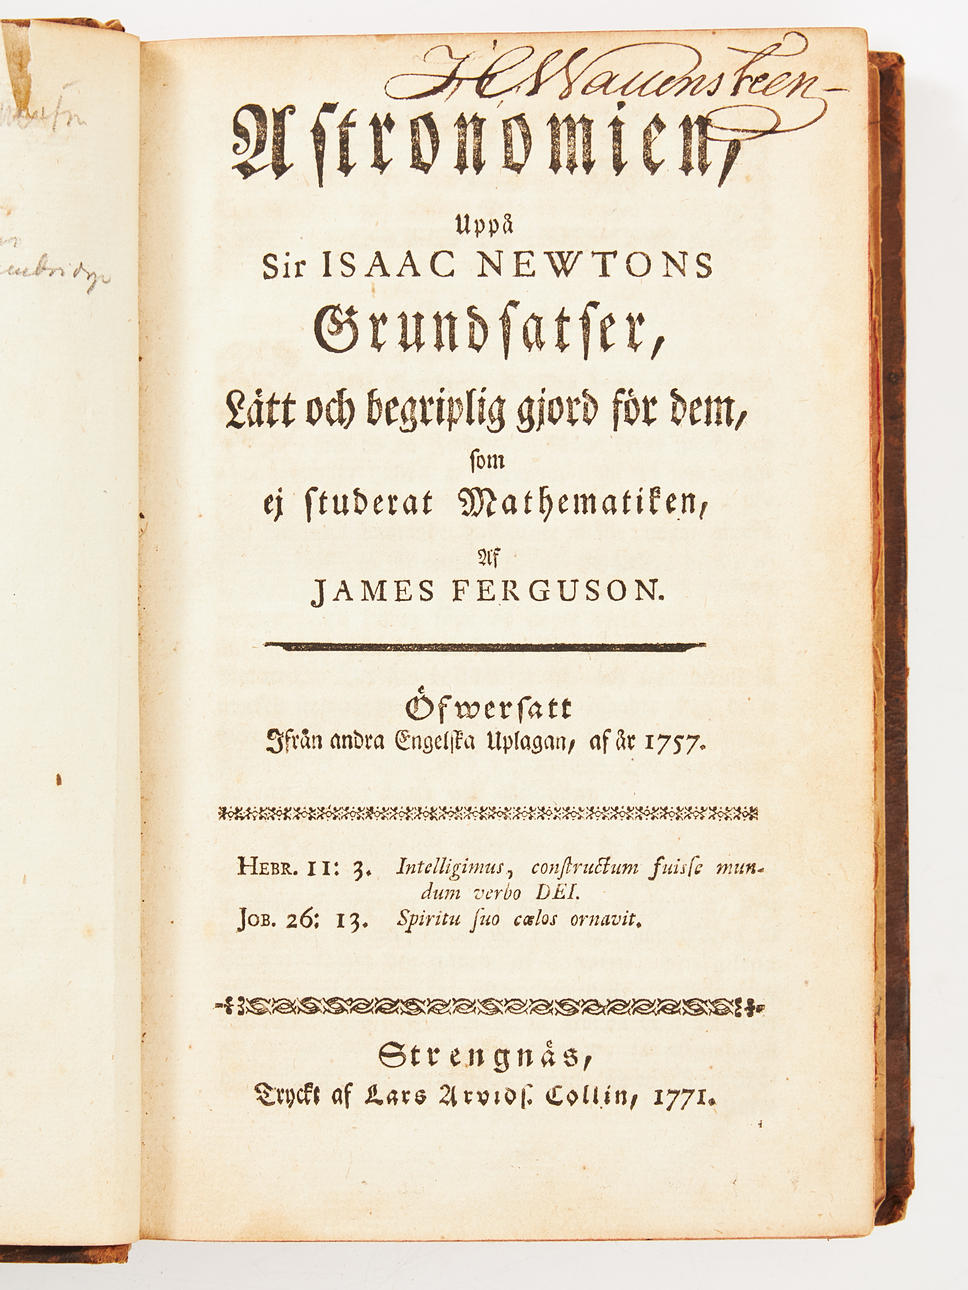 H C Wauensteen
Astronomien,
Uppå
Sir ISAAC NEWTONS
Grundsatser,
Lätt och begriplig gjord för dem,
som
ej studerat Mathematiken,
Af
JAMES FERGUSON.
Öfwersatt
Ifrån andra Engelska Uplagan, af år 1757.
HEBR. 11: 3. Intelligimus, constructum fuisse mun-
dum verbo DEI.
JOB. 26: 13. Spiritu suo cœlos ornavit.
Strengnäs,
Tryckt af Lars Arvids. Collin, 1771.